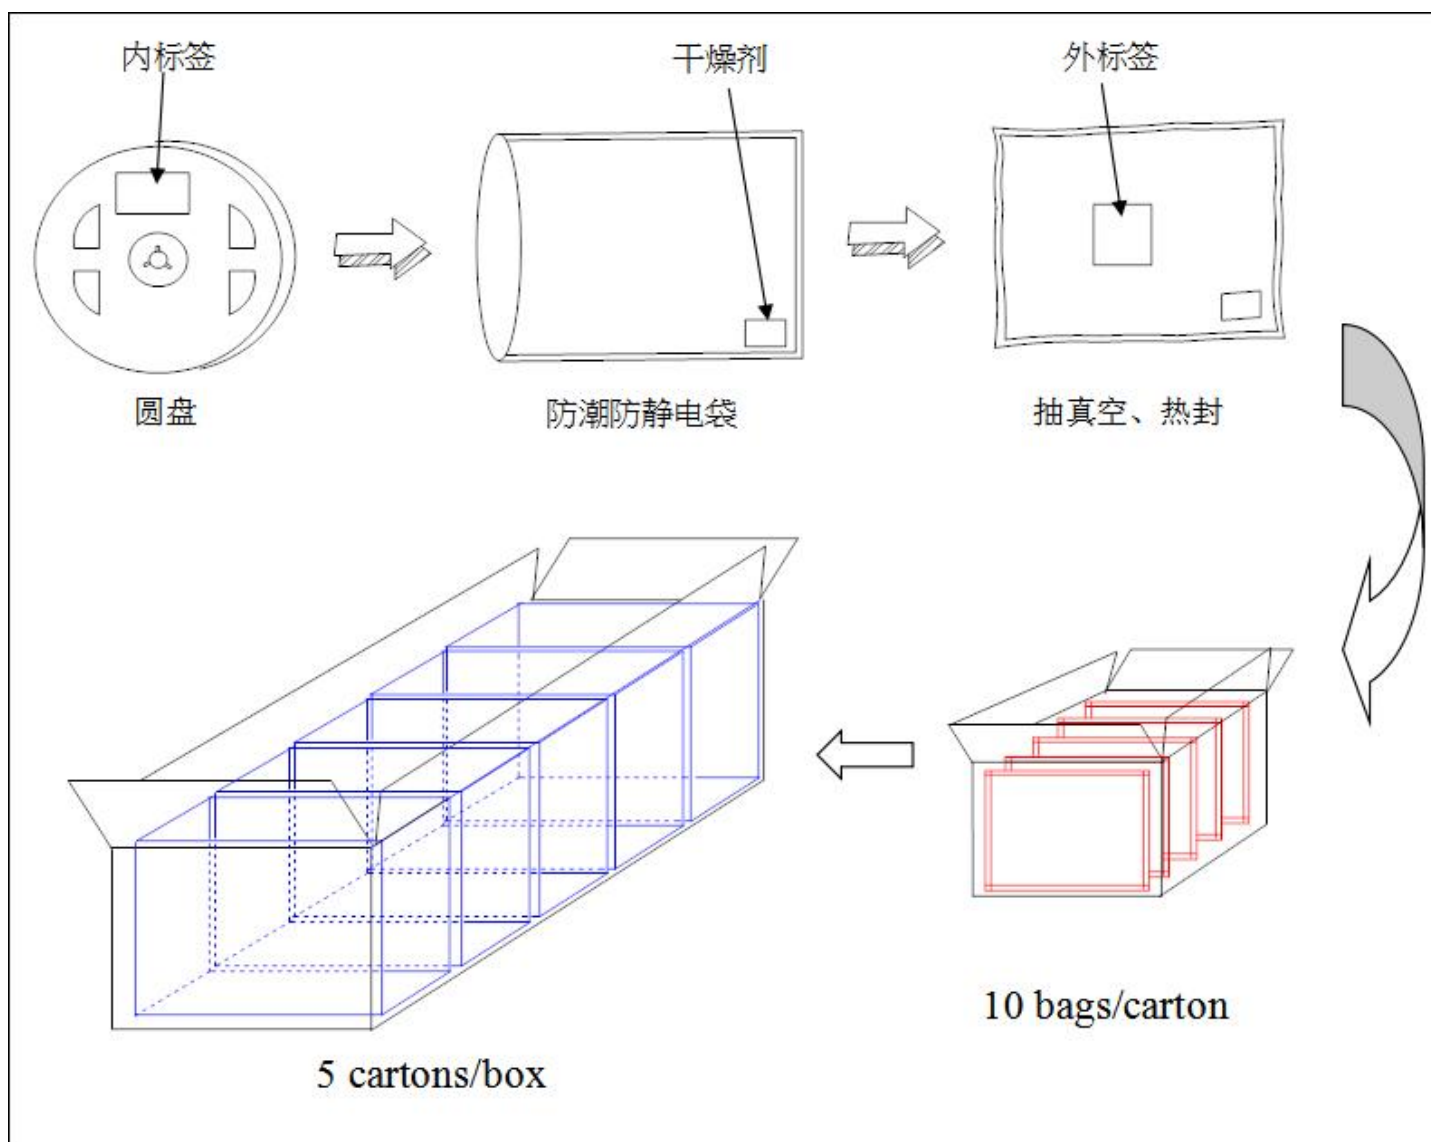 内标签
干燥剂
外标签
圆盘
防潮防静电袋
抽真空、热封
10 bags/carton
5 cartons/box